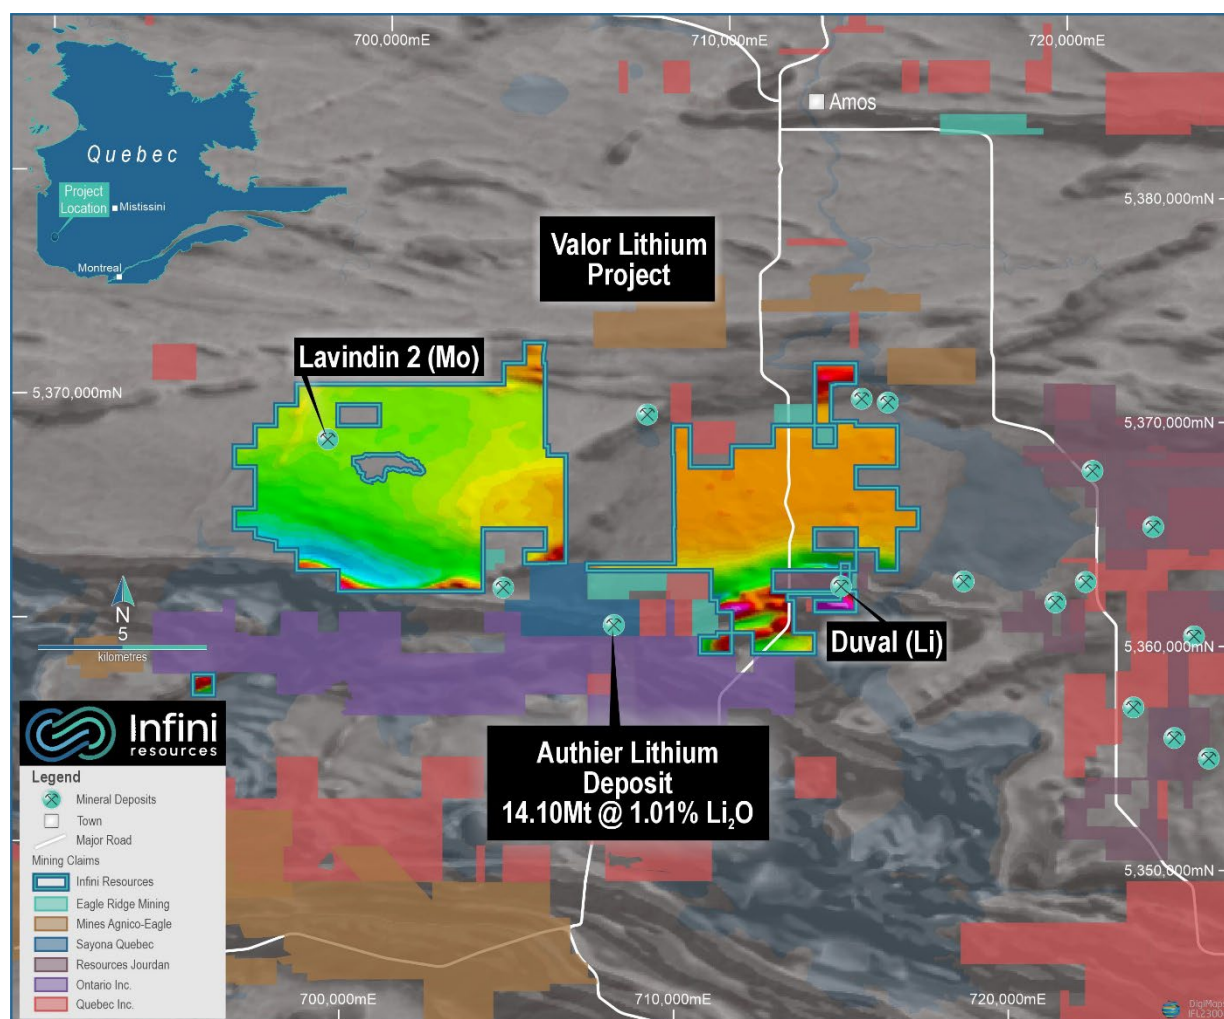 700,000mE
710,000mE
720,000mE
Amos
Quebec
Project
Location
Mistissini
Montreal
5,380,000mN
Valor Lithium
Project
Lavindin 2 (Mo)
5,370,000mN
5,370,000mN
N
5
kilometres
Duval (Li)
5,360,000mN
Infini
resources
Authier Lithium
Deposit
14.10Mt @ 1.01% Li₂O
Legend
Mineral Deposits
Town
Major Road
Mining Claims
Infini Resources
Eagle Ridge Mining
Mines Agnico-Eagle
Sayona Quebec
Resources Jourdan
Ontario Inc.
Quebec Inc.
5,350,000mN
700,000mE
710,000mE
720,000mE
DigiMaps